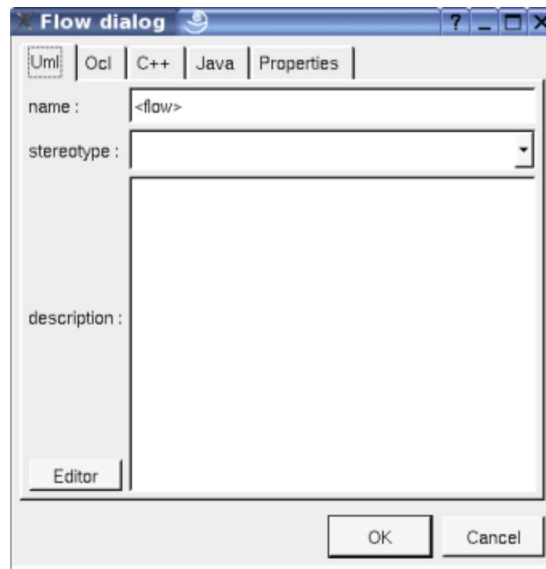 Flow dialog ?
Uml Ocl C++ Java Properties
name : <flow>
stereotype :
description :
Editor
OK Cancel